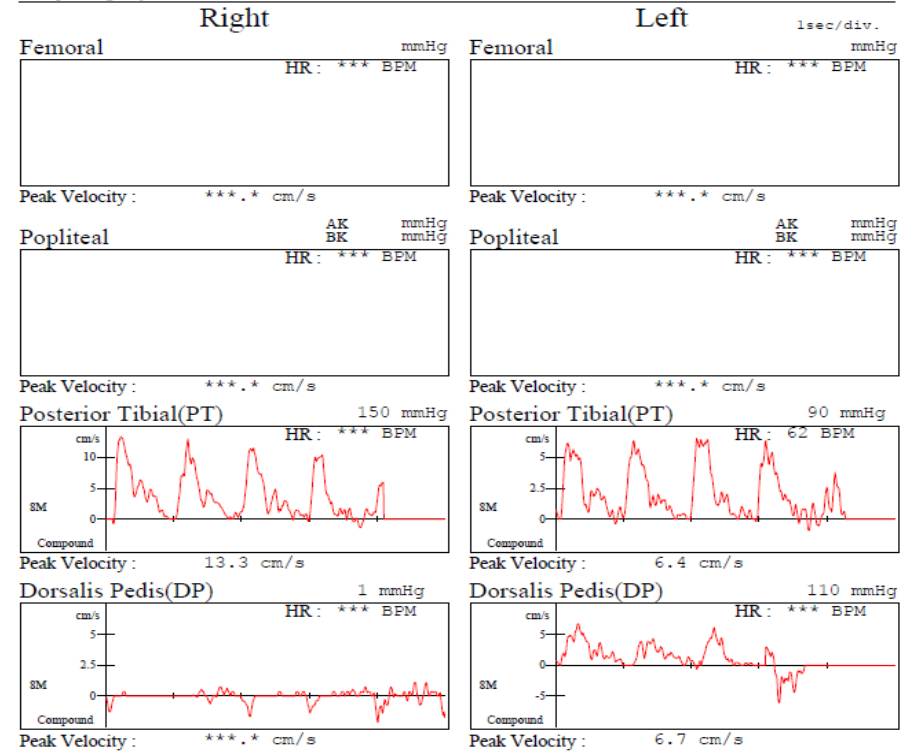 Right Left 1sec/div.
Femoral mmHg Femoral mmHg
HR: *** BPM HR: *** BPM
Peak Velocity: ***.* cm/s Peak Velocity: ***.* cm/s
AK mmHg AK mmHg
Popliteal BK mmHg Popliteal BK mmHg
HR: *** BPM HR: *** BPM
Peak Velocity: ***.* cm/s Peak Velocity: ***.* cm/s
Posterior Tibial(PT) 150 mmHg Posterior Tibial(PT) 90 mmHg
cm/s HR: *** BPM cm/s HR: 62 BPM
10 5
5 2.5
8M 8M
0 0
Compound Compound
Peak Velocity: 13.3 cm/s Peak Velocity: 6.4 cm/s
Dorsalis Pedis(DP) 1 mmHg Dorsalis Pedis(DP) 110 mmHg
cm/s HR: *** BPM cm/s HR: *** BPM
5 5
2.5 0
8M 8M
0 -5
Compound Compound
Peak Velocity: ***.* cm/s Peak Velocity: 6.7 cm/s